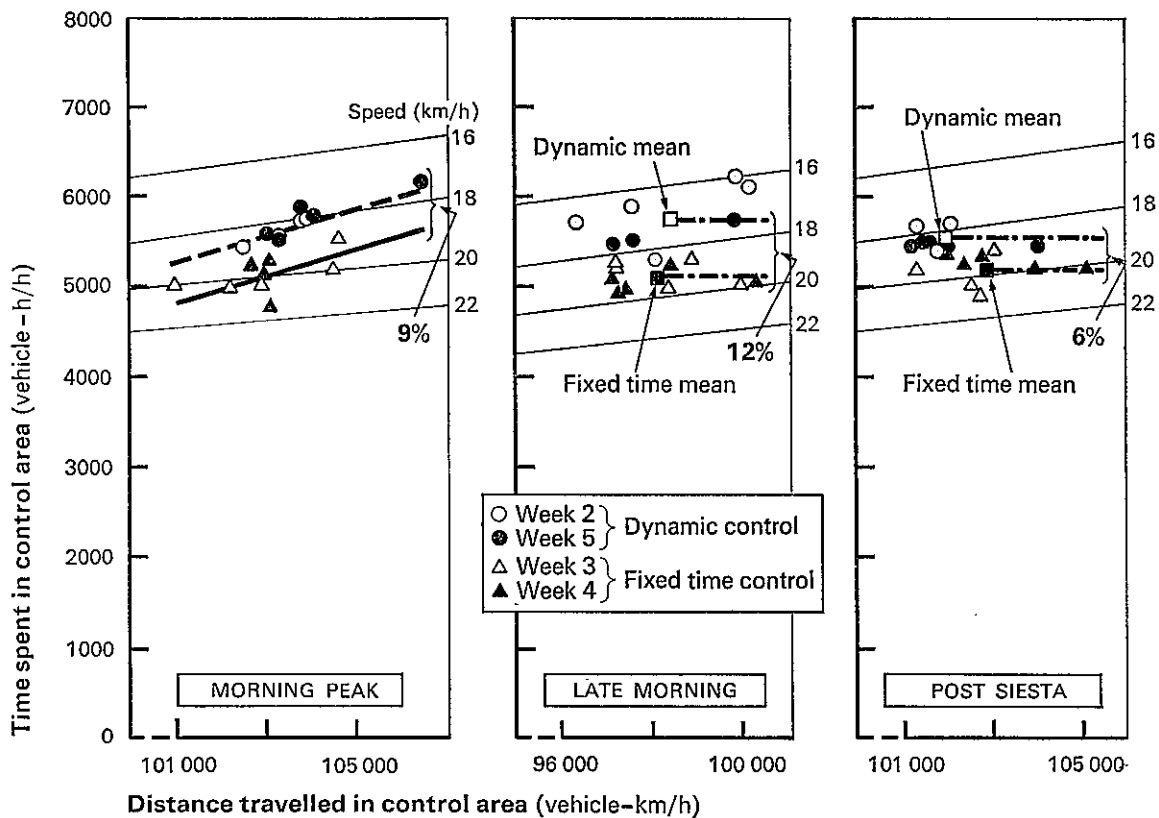 8000
7000
6000
5000
4000
3000
2000
1000
0
Time spent in control area (vehicle-h/h)
Speed (km/h)
16
18
20
22
9%
MORNING PEAK
101 000
105 000
Dynamic mean
16
18
20
22
12%
Fixed time mean
LATE MORNING
96 000
100 000
Dynamic mean
16
18
20
22
6%
Fixed time mean
POST SIESTA
101 000
105 000
Week 2
Week 5
Dynamic control
Week 3
Week 4
Fixed time control
Distance travelled in control area (vehicle-km/h)